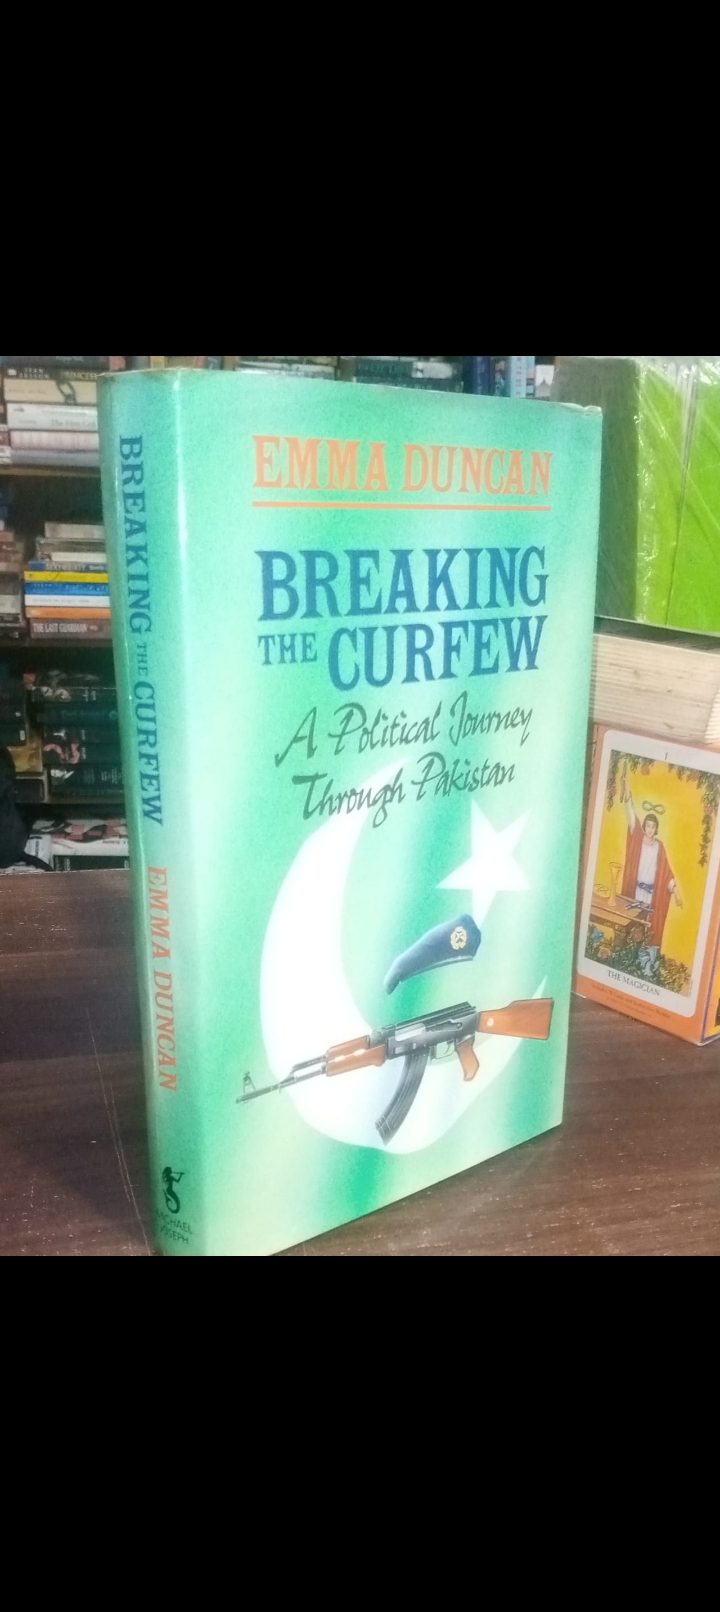 EMMA DUNCAN
BREAKING
THE CURFEW
A Political Journey
Through Pakistan
BREAKING THE CURFEW EMMA DUNCAN
MICHAEL
JOSEPH
THE LAST GUARDIAN
I
THE MAGICIAN